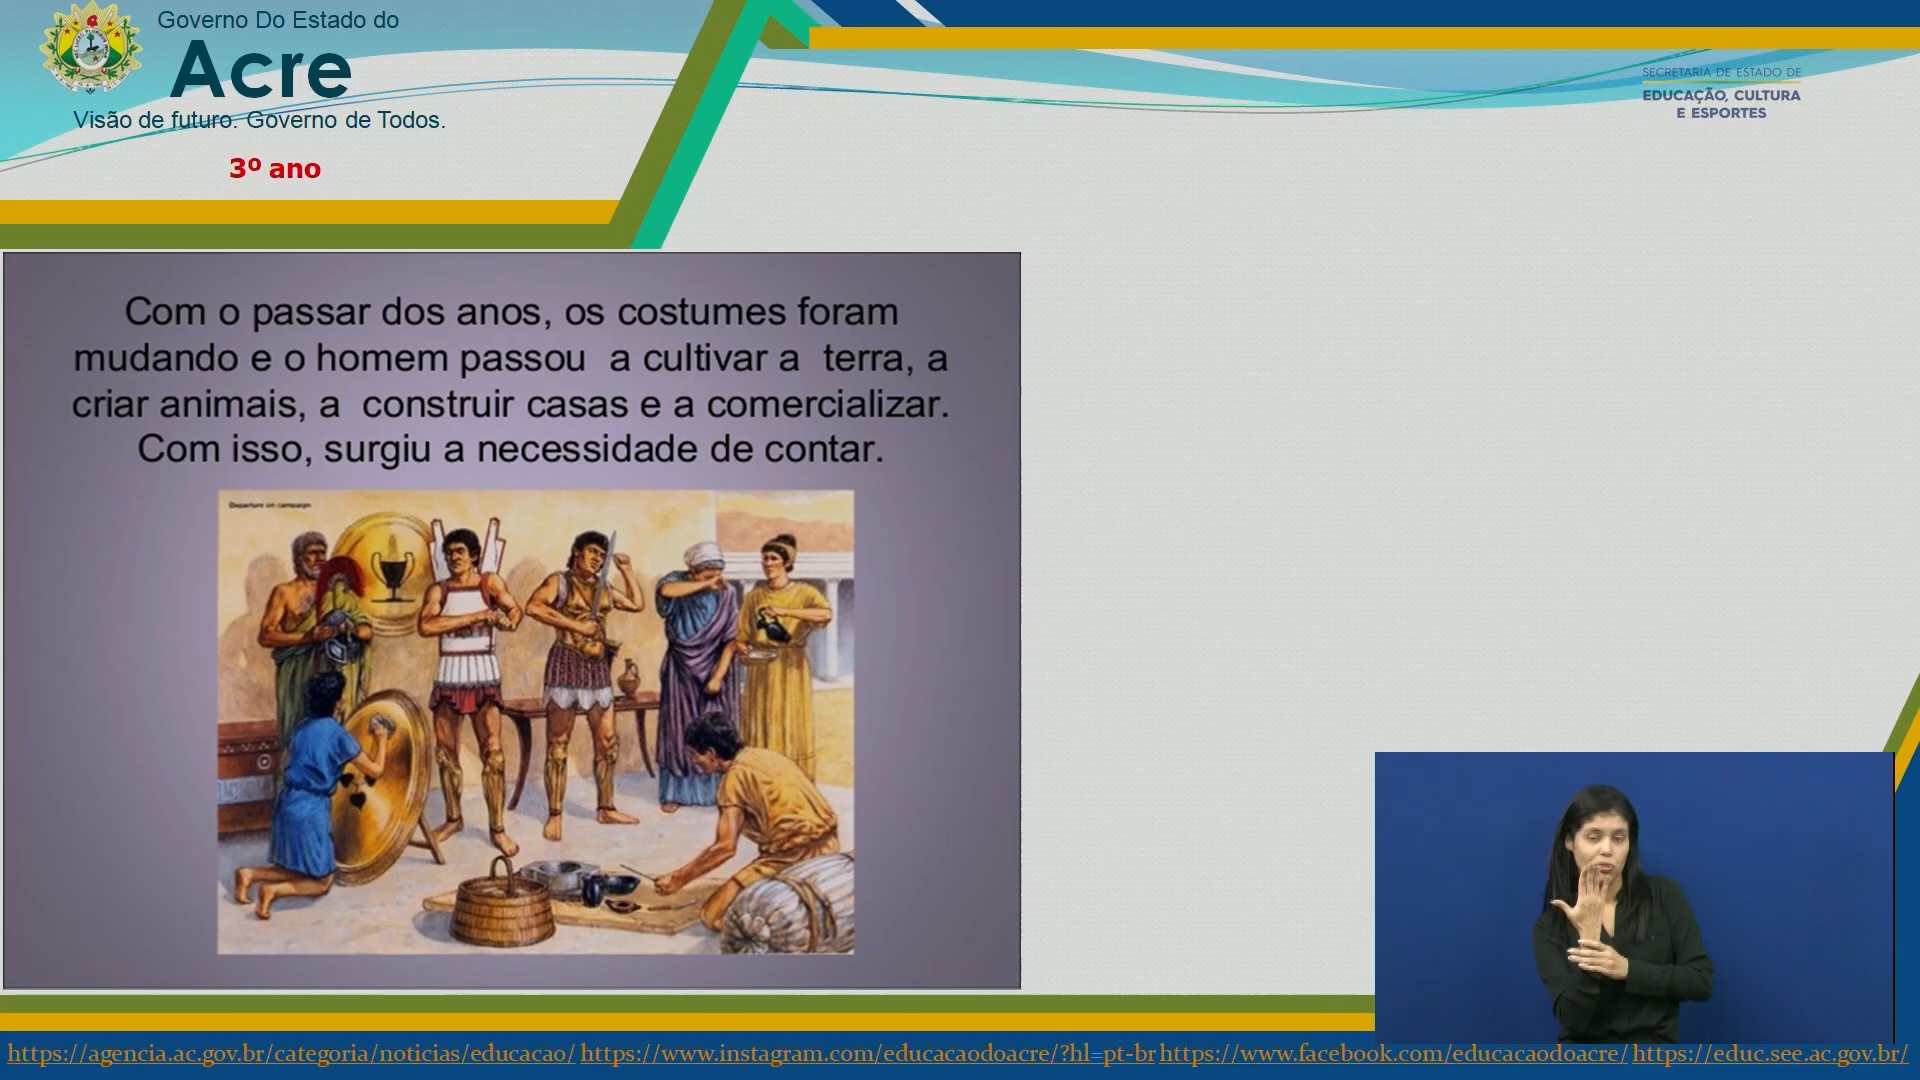 Governo Do Estado do
Acre
Visão de futuro. Governo de Todos.
3º ano
SECRETARIA DE ESTADO DE
EDUCAÇÃO, CULTURA
E ESPORTES
Com o passar dos anos, os costumes foram
mudando e o homem passou a cultivar a terra, a
criar animais, a construir casas e a comercializar.
Com isso, surgiu a necessidade de contar.
Departure on campaign
https://agencia.ac.gov.br/categoria/noticias/educacao/ https://www.instagram.com/educacaodoacre/?hl=pt-br https://www.facebook.com/educacaodoacre/ https://educ.see.ac.gov.br/